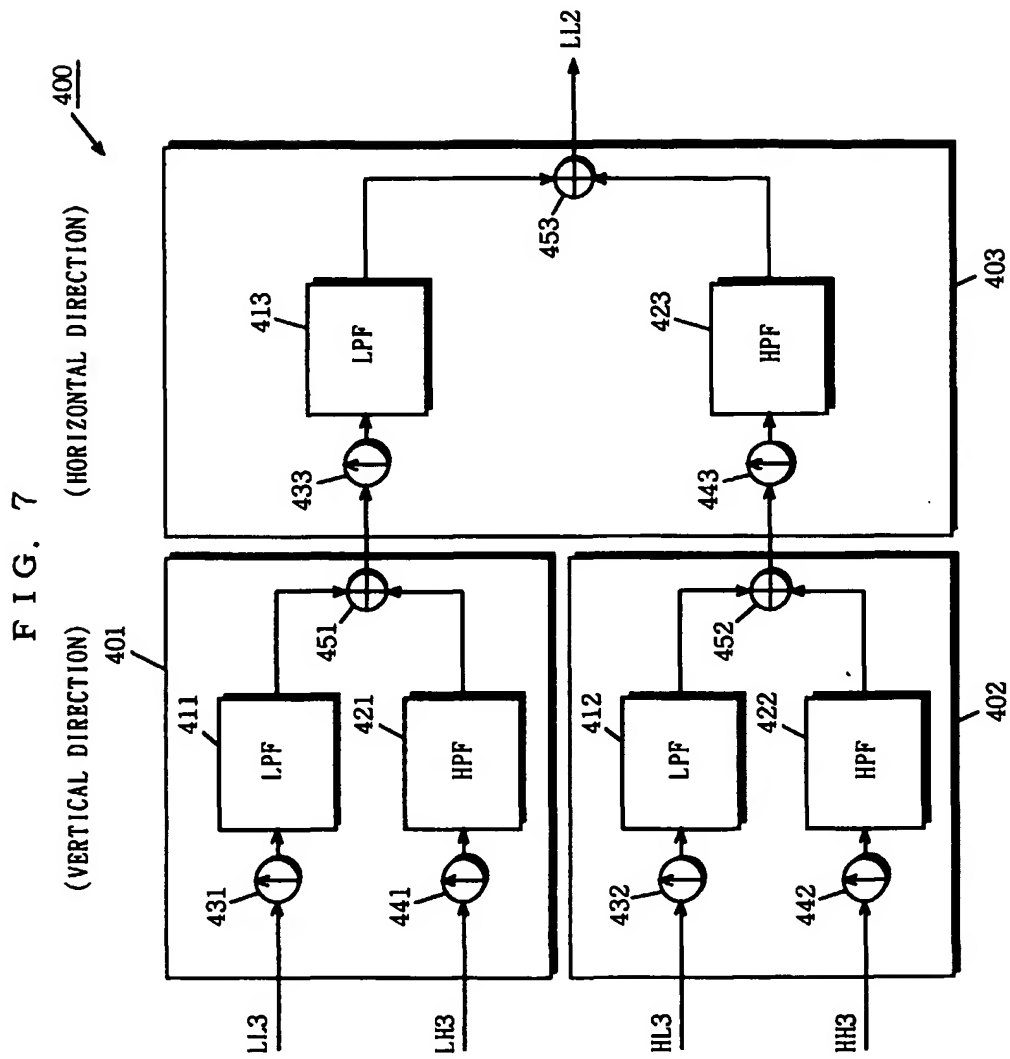 FIG. 7
(VERTICAL DIRECTION)
(HORIZONTAL DIRECTION)
400
401
411
LPF
431
LL3
421
HPF
441
LH3
451
412
LPF
432
HL3
422
HPF
442
HH3
452
402
433
413
LPF
443
423
HPF
453
LL2
403